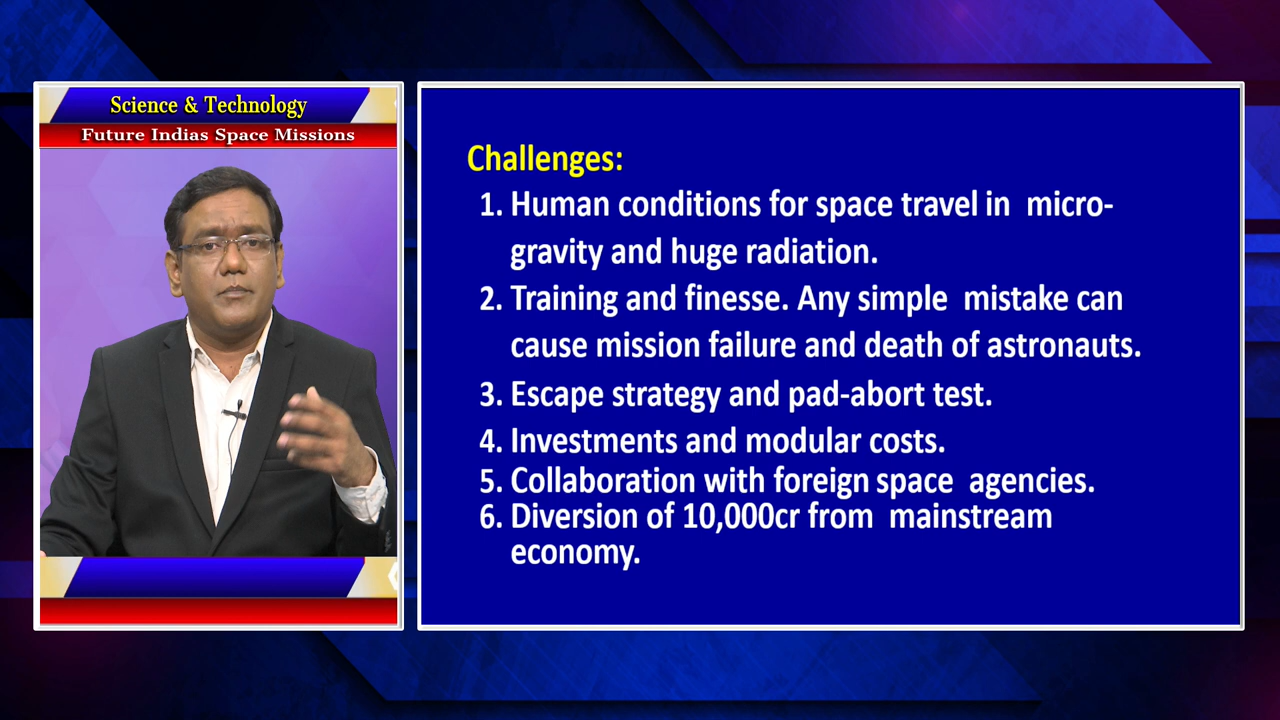 Science & Technology
Future Indias Space Missions
Challenges:
1. Human conditions for space travel in micro-
gravity and huge radiation.
2. Training and finesse. Any simple mistake can
cause mission failure and death of astronauts.
3. Escape strategy and pad-abort test.
4. Investments and modular costs.
5. Collaboration with foreign space agencies.
6. Diversion of 10,000cr from mainstream
economy.